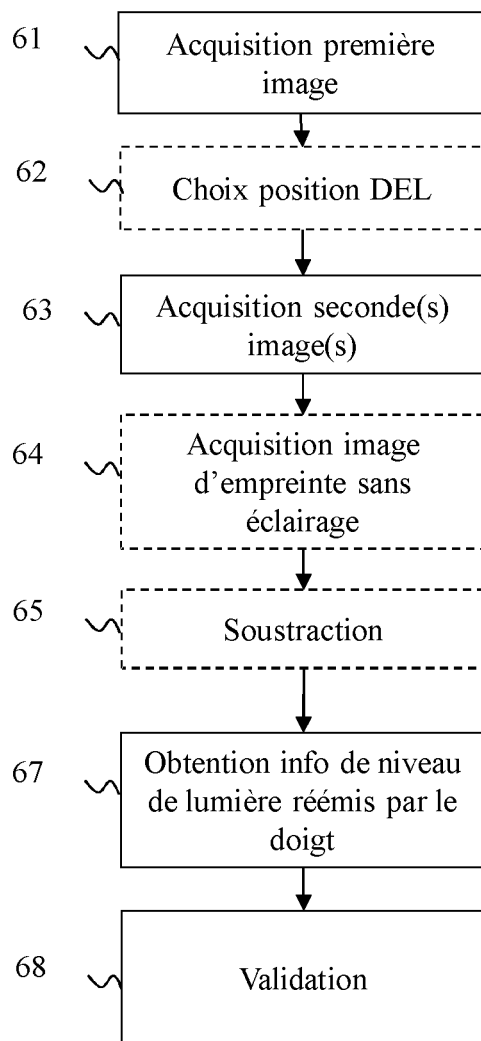 61
Acquisition première
image
62
Choix position DEL
63
Acquisition seconde(s)
image(s)
64
Acquisition image
d’empreinte sans
éclairage
65
Soustraction
67
Obtention info de niveau
de lumière réémis par le
doigt
68
Validation